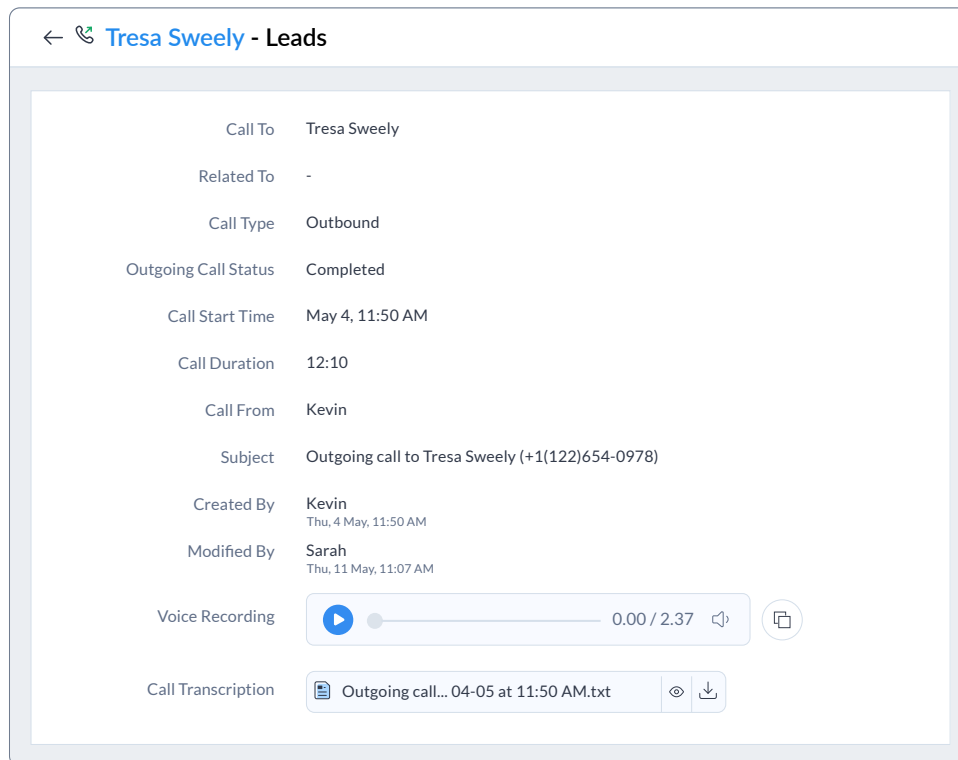 Tresa Sweely - Leads
Call To Tresa Sweely
Related To -
Call Type Outbound
Outgoing Call Status Completed
Call Start Time May 4, 11:50 AM
Call Duration 12:10
Call From Kevin
Subject Outgoing call to Tresa Sweely (+1(122)654-0978)
Created By Kevin
Thu, 4 May, 11:50 AM
Modified By Sarah
Thu, 11 May, 11:07 AM
Voice Recording 0.00 / 2.37
Call Transcription Outgoing call... 04-05 at 11:50 AM.txt